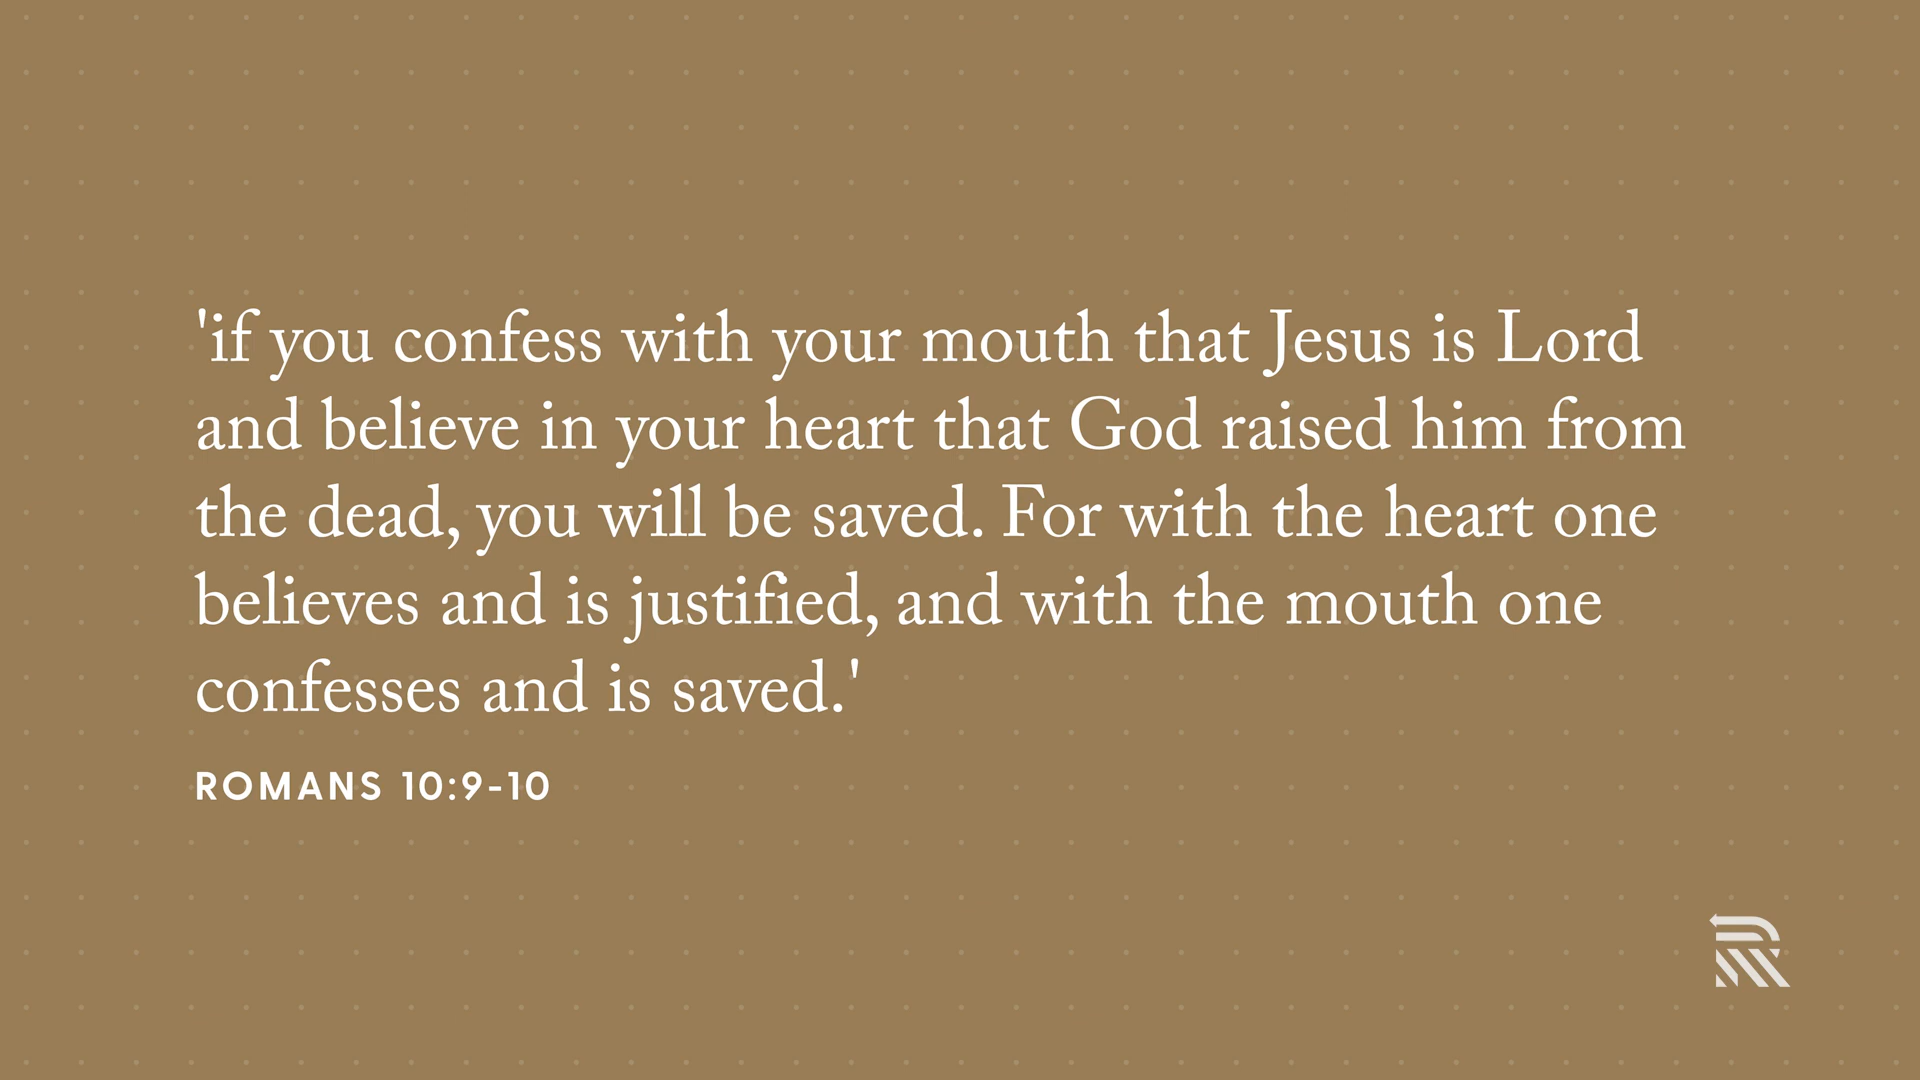 'if you confess with your mouth that Jesus is Lord
and believe in your heart that God raised him from
the dead, you will be saved. For with the heart one
believes and is justified, and with the mouth one
confesses and is saved.'
ROMANS 10:9-10